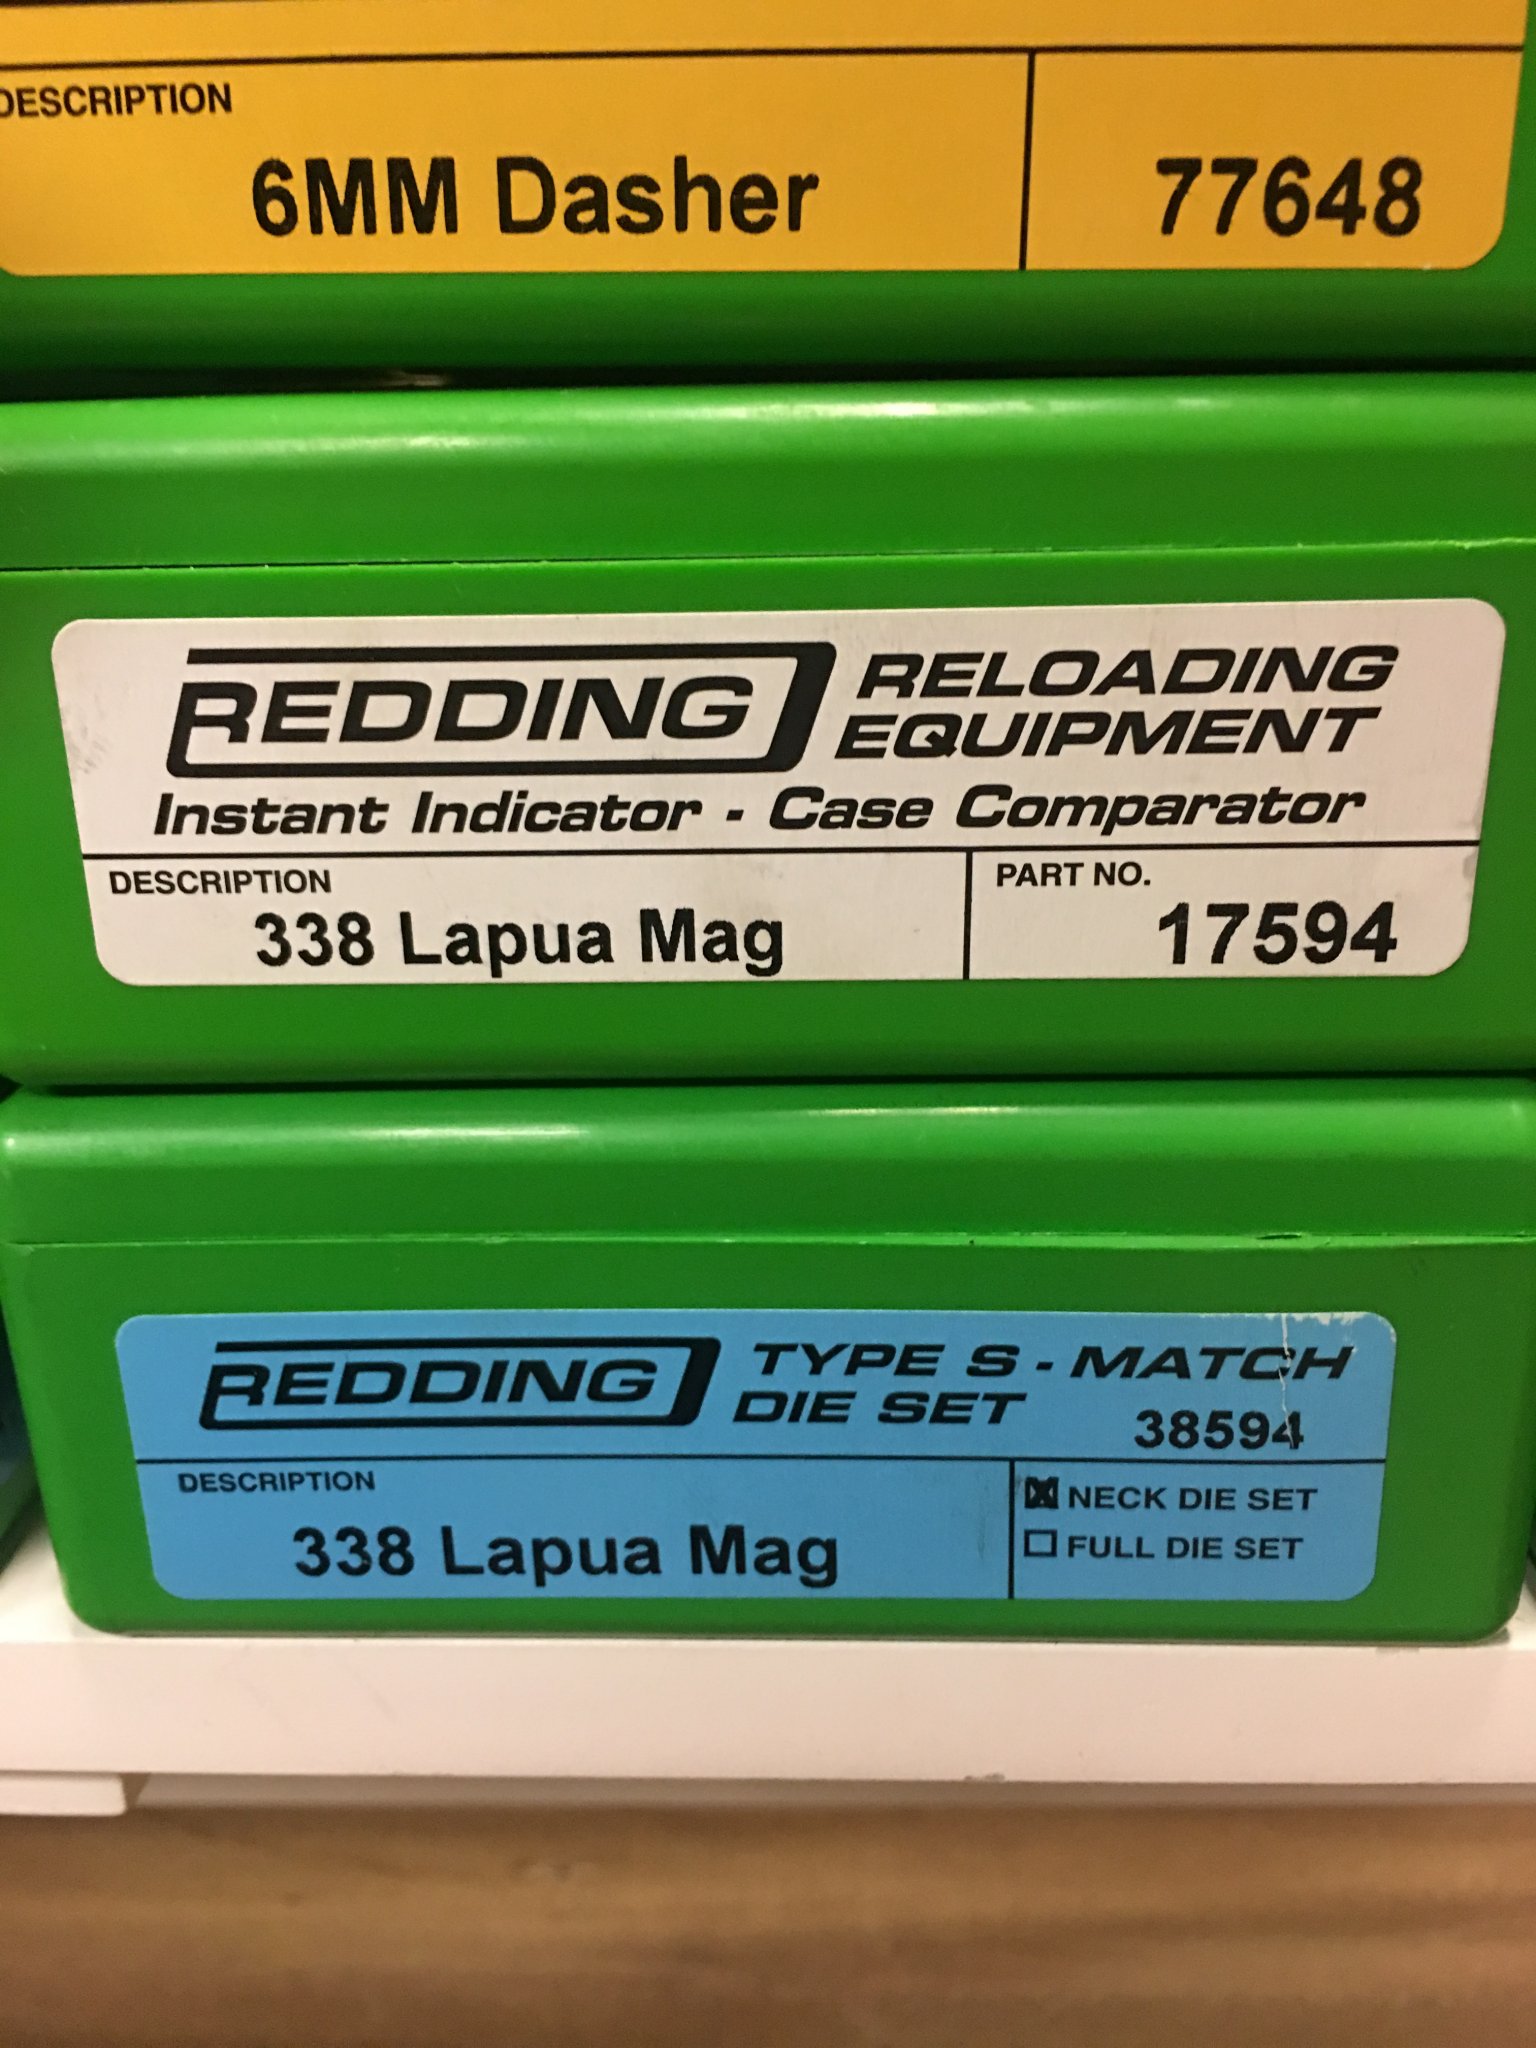 DESCRIPTION
6MM Dasher 77648
REDDING RELOADING
EQUIPMENT
Instant Indicator - Case Comparator
DESCRIPTION PART NO.
338 Lapua Mag 17594
REDDING TYPE S - MATCH
DIE SET 38594
DESCRIPTION
338 Lapua Mag
NECK DIE SET
FULL DIE SET